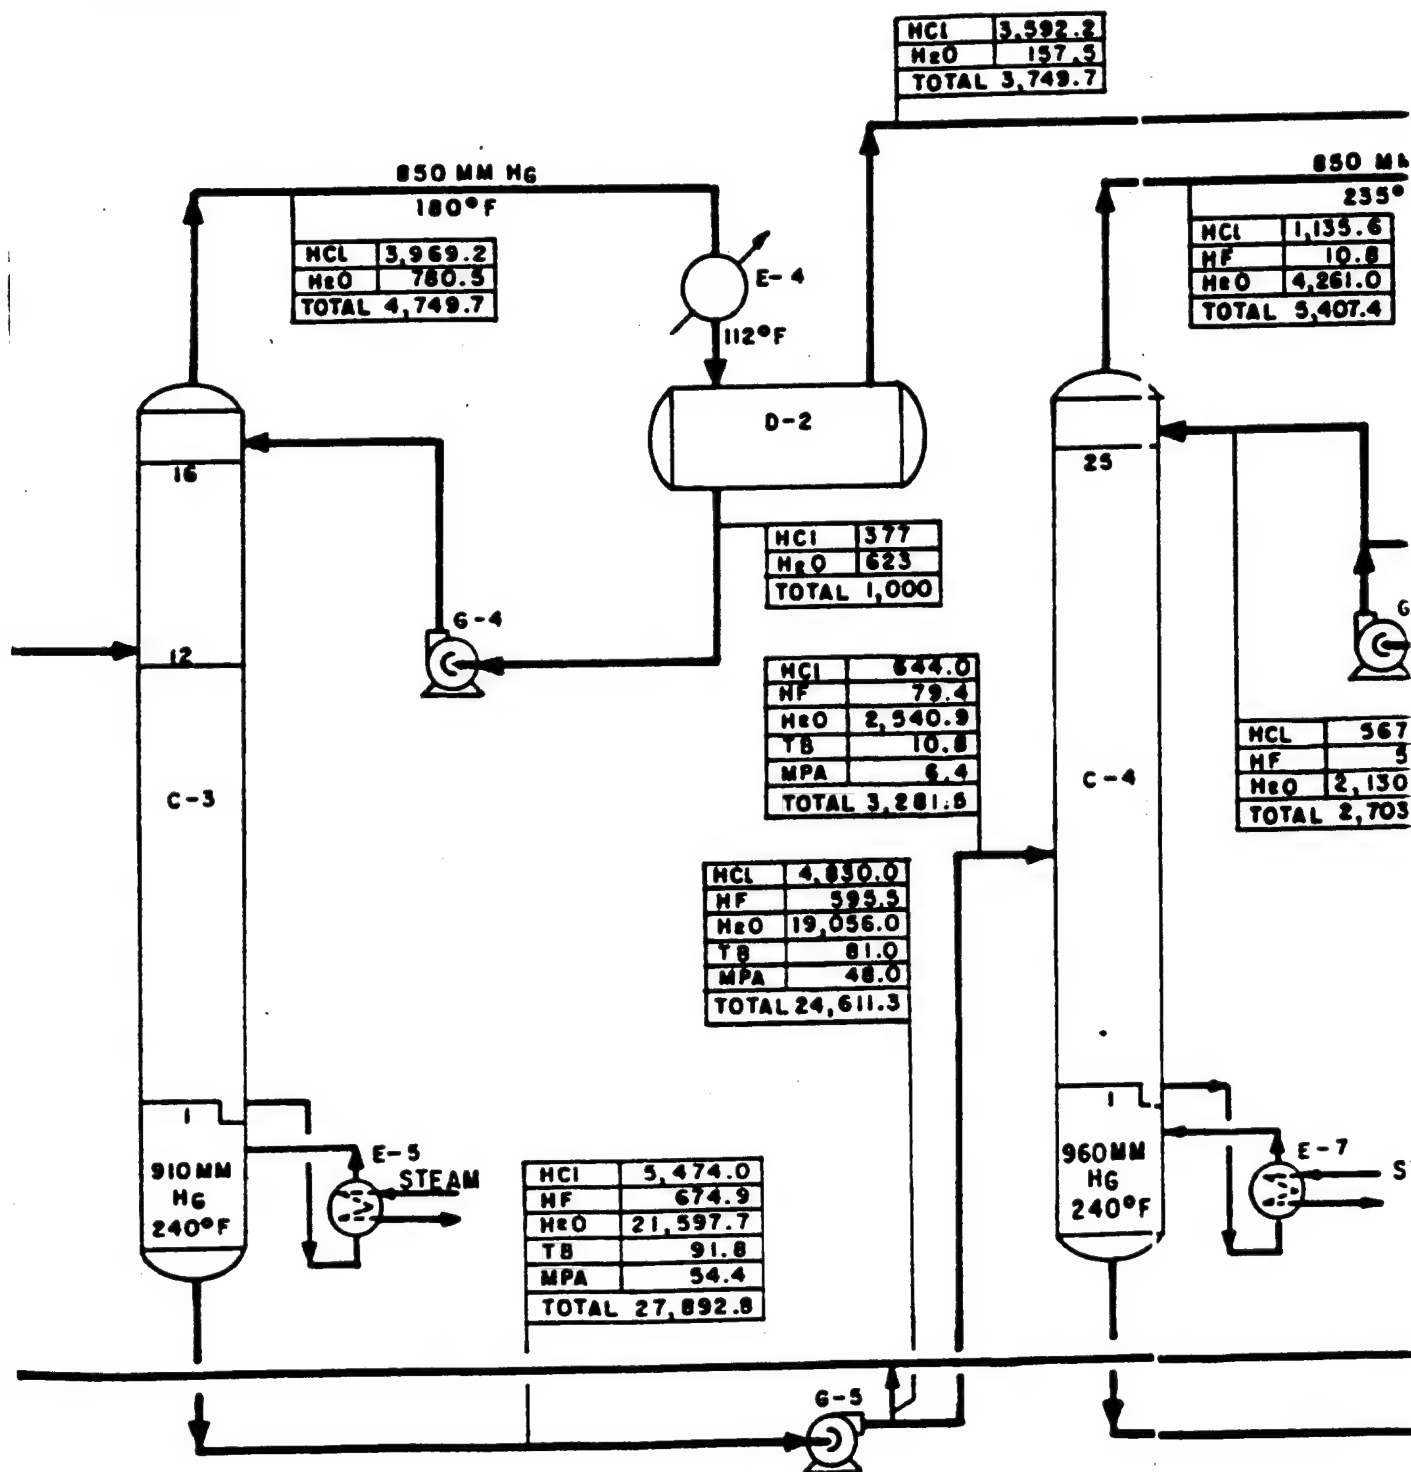 HCl 3,592.2
H2O 157.5
TOTAL 3,749.7
850 MM HG
180°F
HCL 3,969.2
H2O 780.5
TOTAL 4,749.7
E-4
112°F
D-2
850 M
235°
HCl 1,135.6
HF 10.8
H2O 4,261.0
TOTAL 5,407.4
16
25
HCl 377
H2O 623
TOTAL 1,000
G-4
G
12
HCl 644.0
HF 79.4
H2O 2,540.9
TB 10.8
MPA 6.4
TOTAL 3,281.5
HCL 567
HF 5
H2O 2,130
TOTAL 2,703
C-3
C-4
HCL 4,830.0
HF 595.5
H2O 19,056.0
TB 81.0
MPA 48.0
TOTAL 24,611.3
1
1
910 MM
HG
240°F
E-5
STEAM
960 MM
HG
240°F
E-7
S
HCl 5,474.0
HF 674.9
H2O 21,597.7
TB 91.8
MPA 54.4
TOTAL 27,892.8
G-5